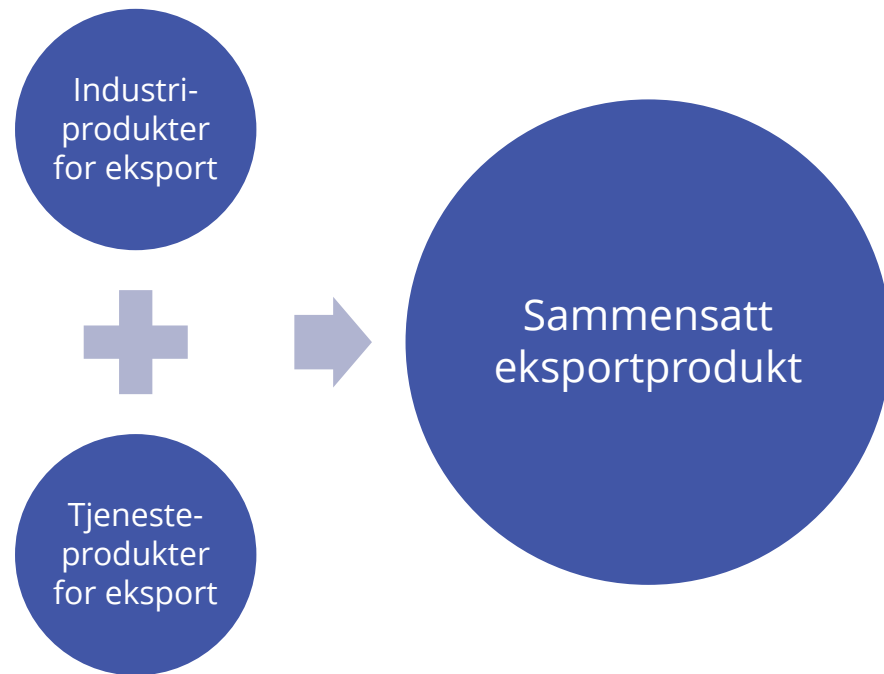 Industri-
produkter
for eksport
Tjeneste-
produkter
for eksport
Sammensatt
eksportprodukt